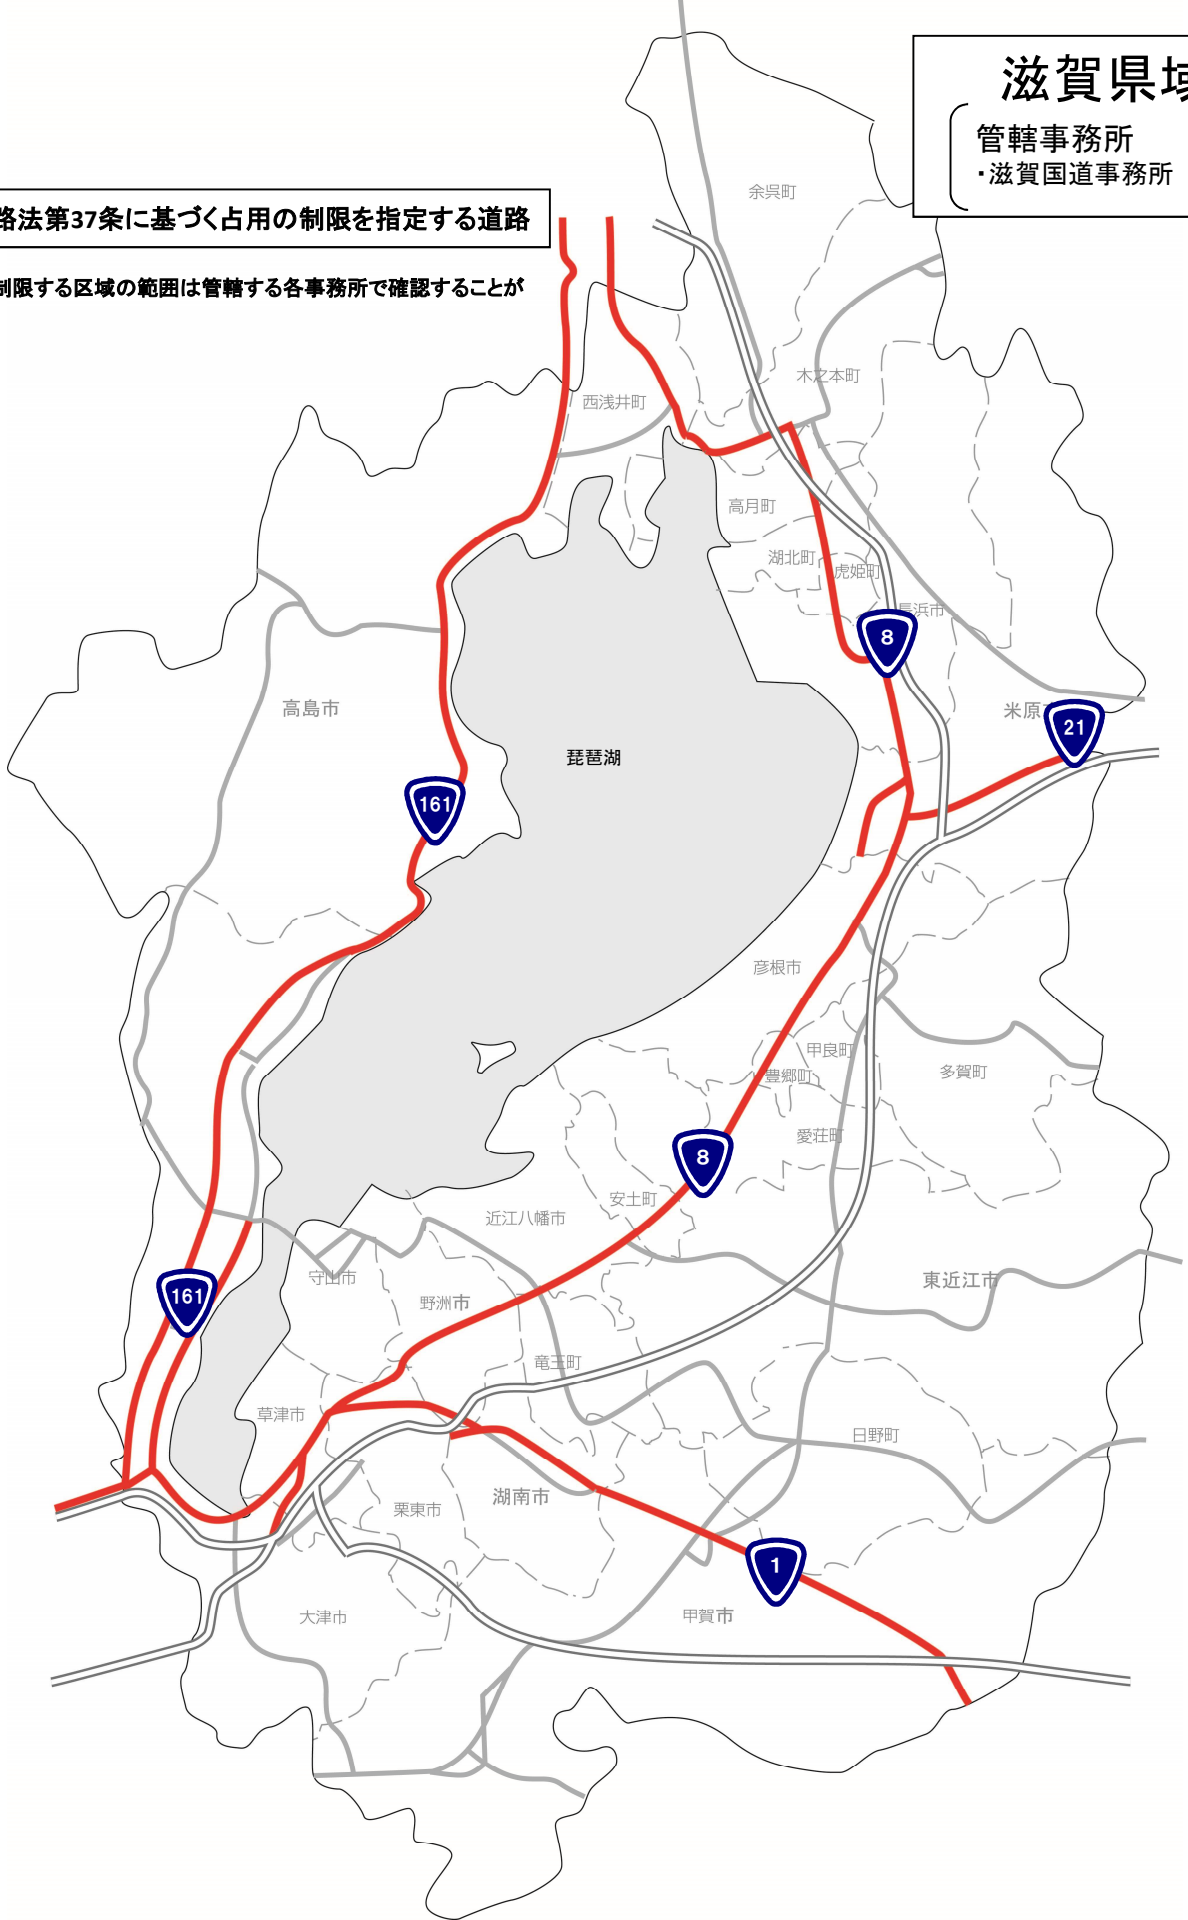 滋賀県域
管轄事務所
・滋賀国道事務所
路法第37条に基づく占用の制限を指定する道路
制限する区域の範囲は管轄する各事務所で確認することが
余呉町
木之本町
西浅井町
高月町
湖北町
虎姫町
長浜市
8
米原
21
高島市
琵琶湖
161
彦根市
甲良町
豊郷町
多賀町
愛荘町
8
安土町
近江八幡市
守山市
東近江市
161
野洲市
竜王町
草津市
日野町
湖南市
栗東市
1
大津市
甲賀市